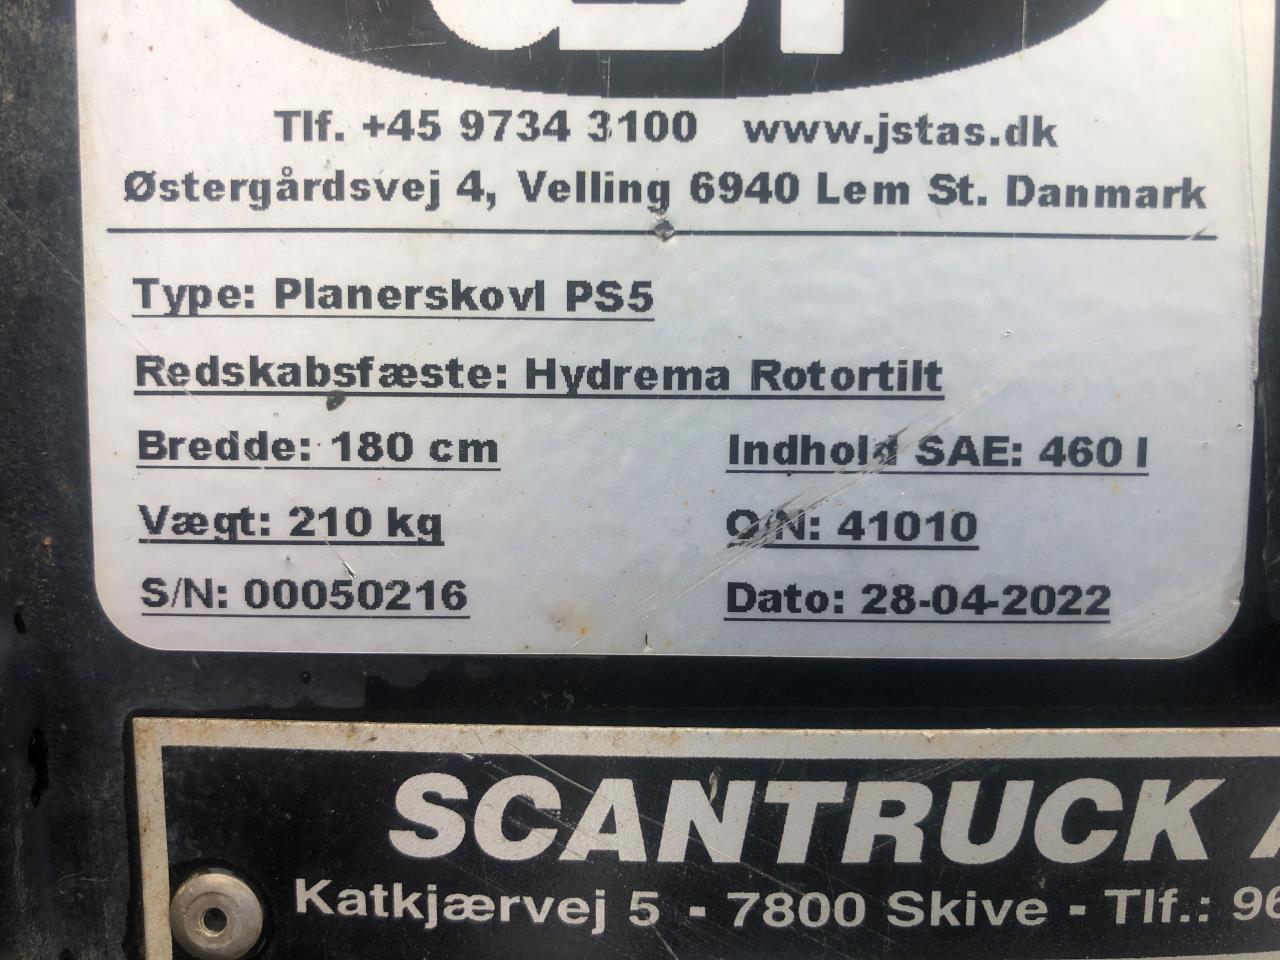 Tlf. +45 9734 3100 www.jstas.dk
Østergårdsvej 4, Velling 6940 Lem St. Danmark
Type: Planerskovl PS5
Redskabsfæste: Hydrema Rotortilt
Bredde: 180 cm Indhold SAE: 460 l
Vægt: 210 kg O/N: 41010
S/N: 00050216 Dato: 28-04-2022
SCANTRUCK
Katkjærvej 5 - 7800 Skive - Tlf.: 96